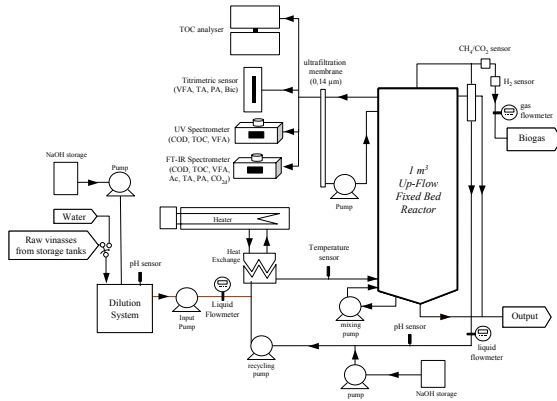 TOC analyser
Titrimetric sensor
(VFA, TA, PA, Bic)
UV Spectrometer
(COD, TOC, VFA)
FT-IR Spectrometer
(COD, TOC, VFA,
Ac, TA, PA, CO2d)
ultrafiltration
membrane
(0,14 µm)
Pump
CH4/CO2 sensor
H2 sensor
gas
flowmeter
Biogas
1 m3
Up-Flow
Fixed Bed
Reactor
NaOH storage
Pump
Water
Raw vinasses
from storage tanks
pH sensor
Dilution
System
Input
Pump
Liquid
Flowmeter
Heater
Heat
Exchange
Temperature
sensor
mixing
pump
recycling
pump
pH sensor
pump
NaOH storage
Output
liquid
flowmeter